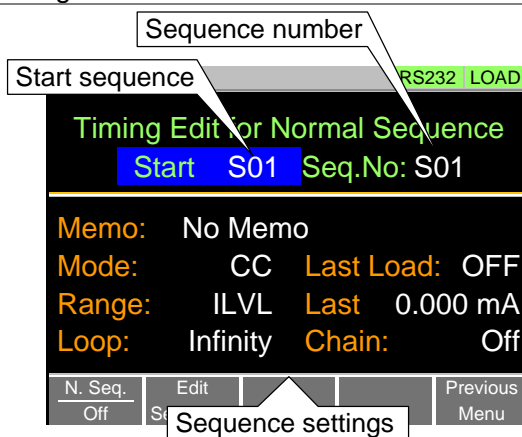 Sequence number
Start sequence
RS232 LOAD
Timing Edit for Normal Sequence
Start S01 Seq.No: S01
Memo: No Memo
Mode: CC Last Load: OFF
Range: ILVL Last 0.000 mA
Loop: Infinity Chain: Off
N. Seq. Edit Previous
Off Menu
Sequence settings